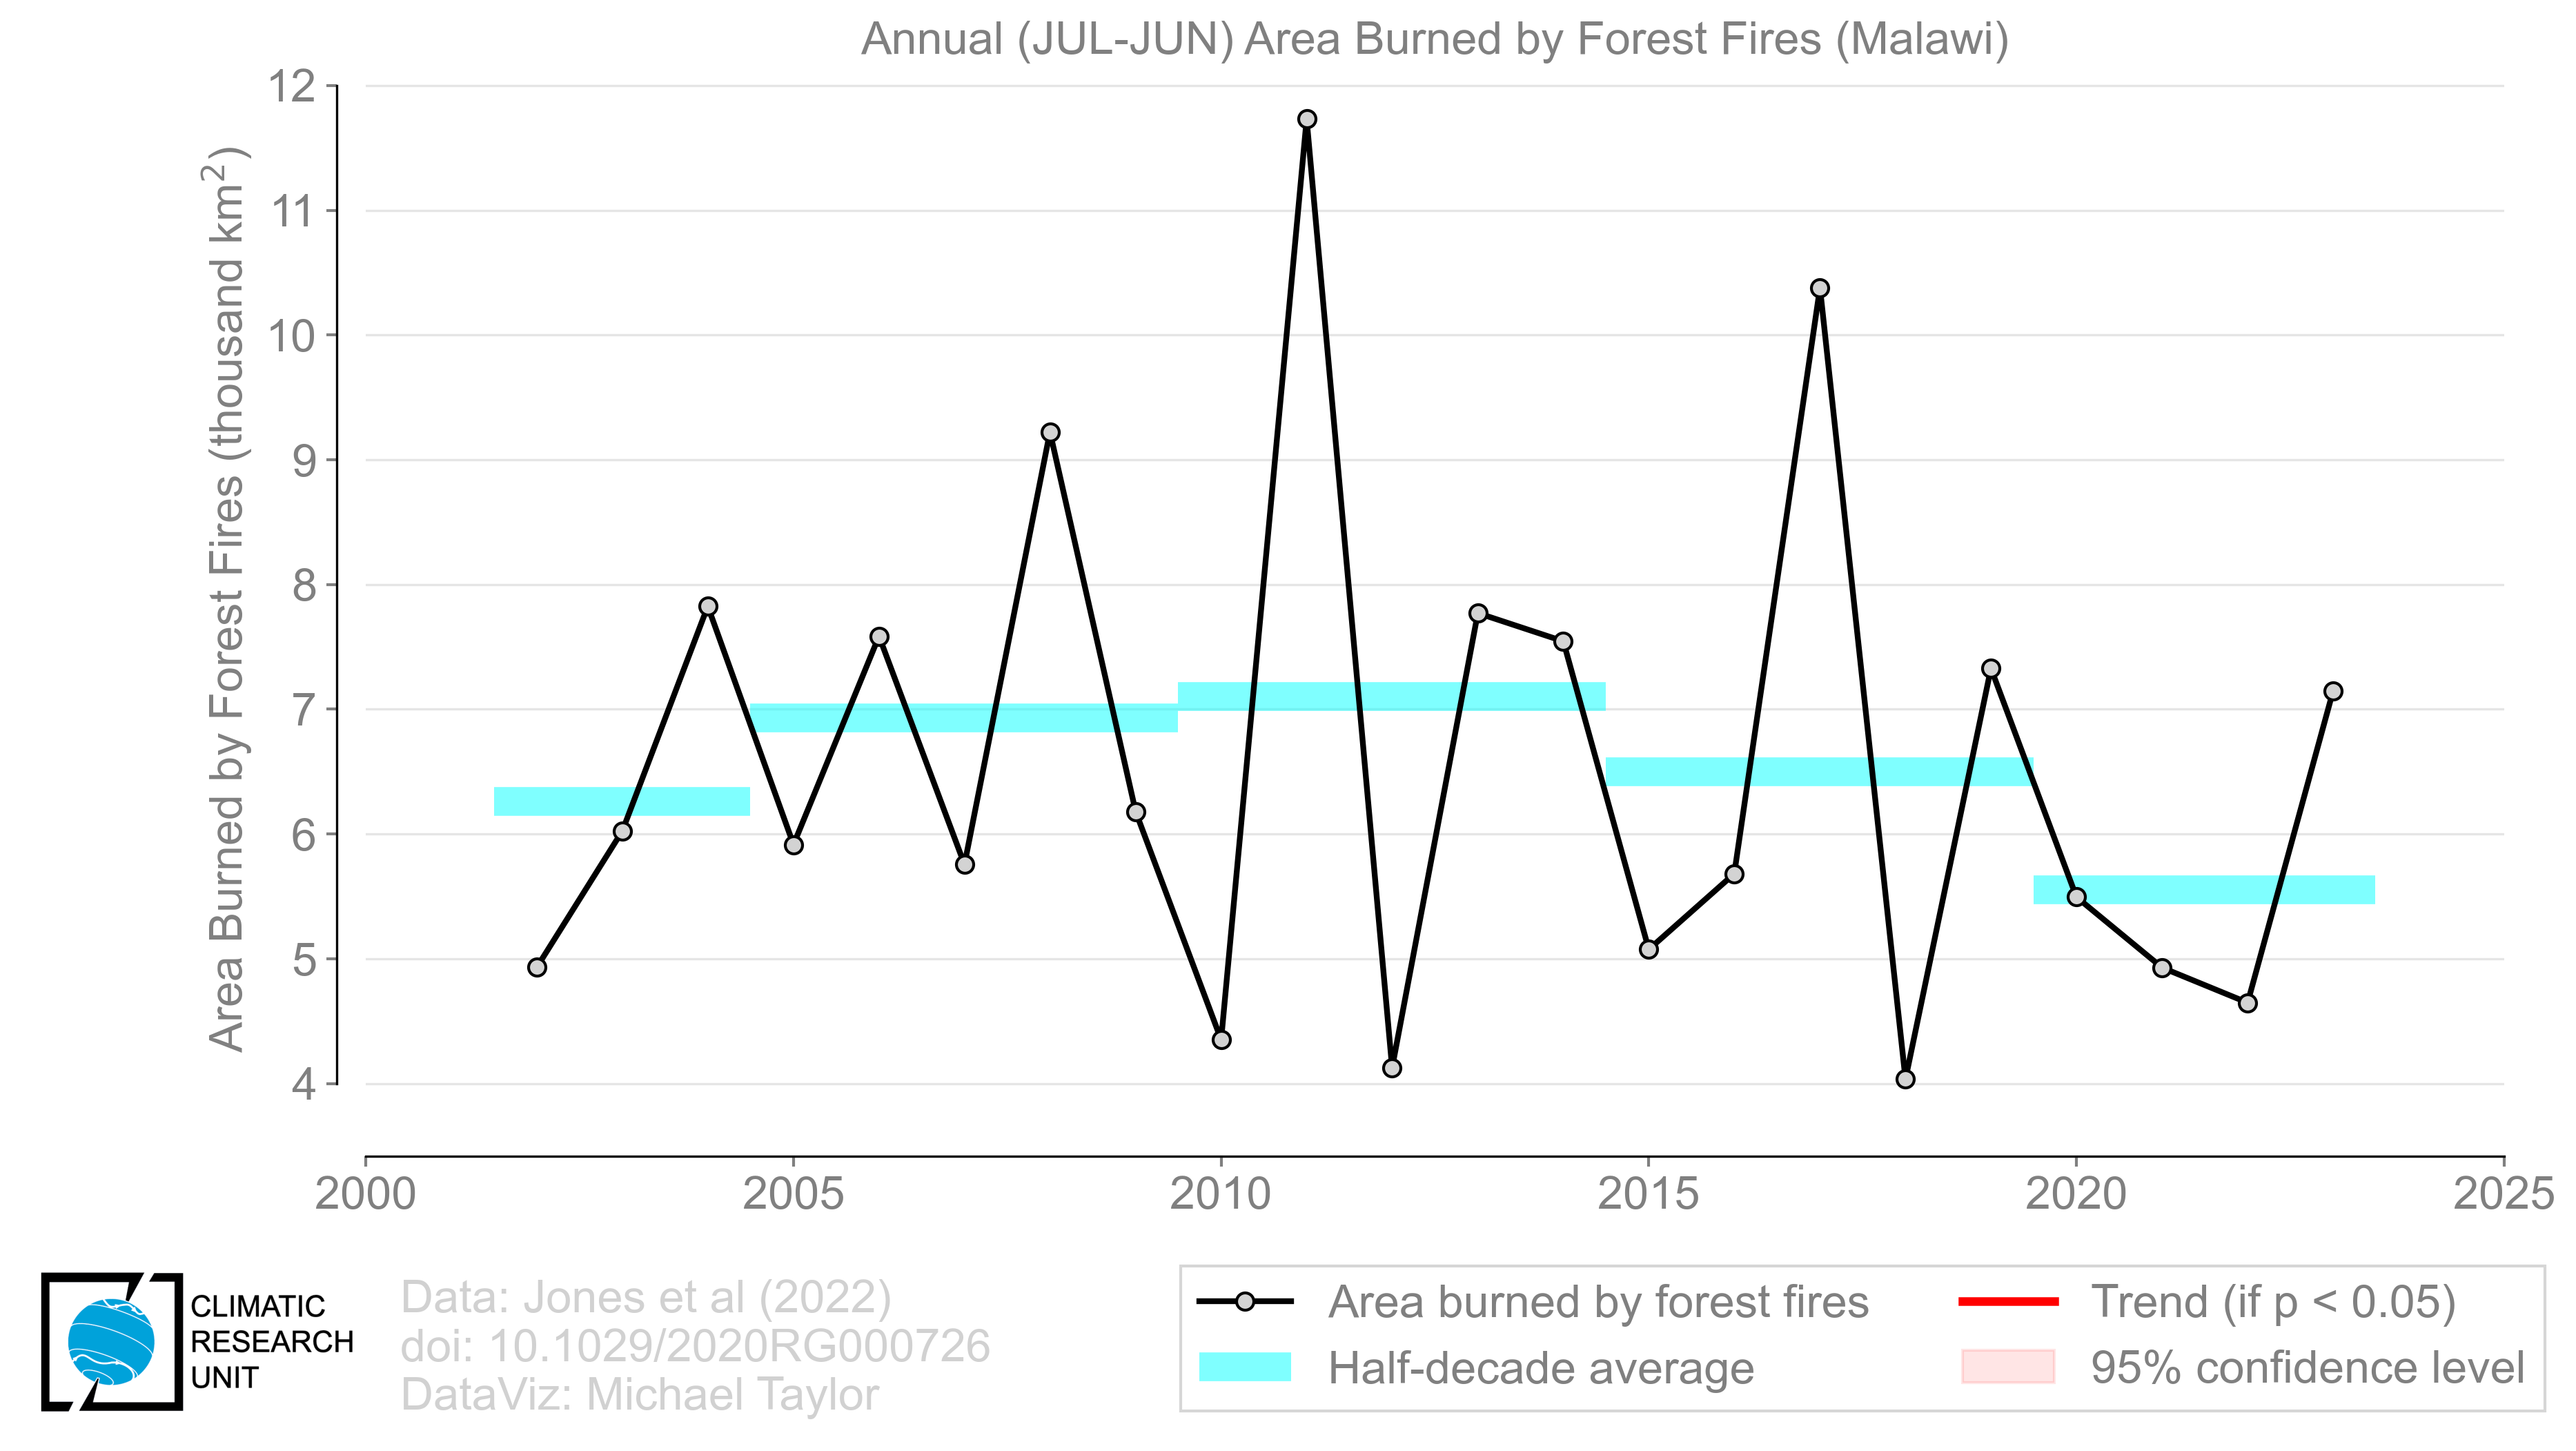 Annual (JUL-JUN) Area Burned by Forest Fires (Malawi)
Area Burned by Forest Fires (thousand km²)
12
11
10
9
8
7
6
5
4
2000 2005 2010 2015 2020 2025
CLIMATIC
RESEARCH
UNIT
Data: Jones et al (2022)
doi: 10.1029/2020RG000726
DataViz: Michael Taylor
Area burned by forest fires
Half-decade average
Trend (if p < 0.05)
95% confidence level